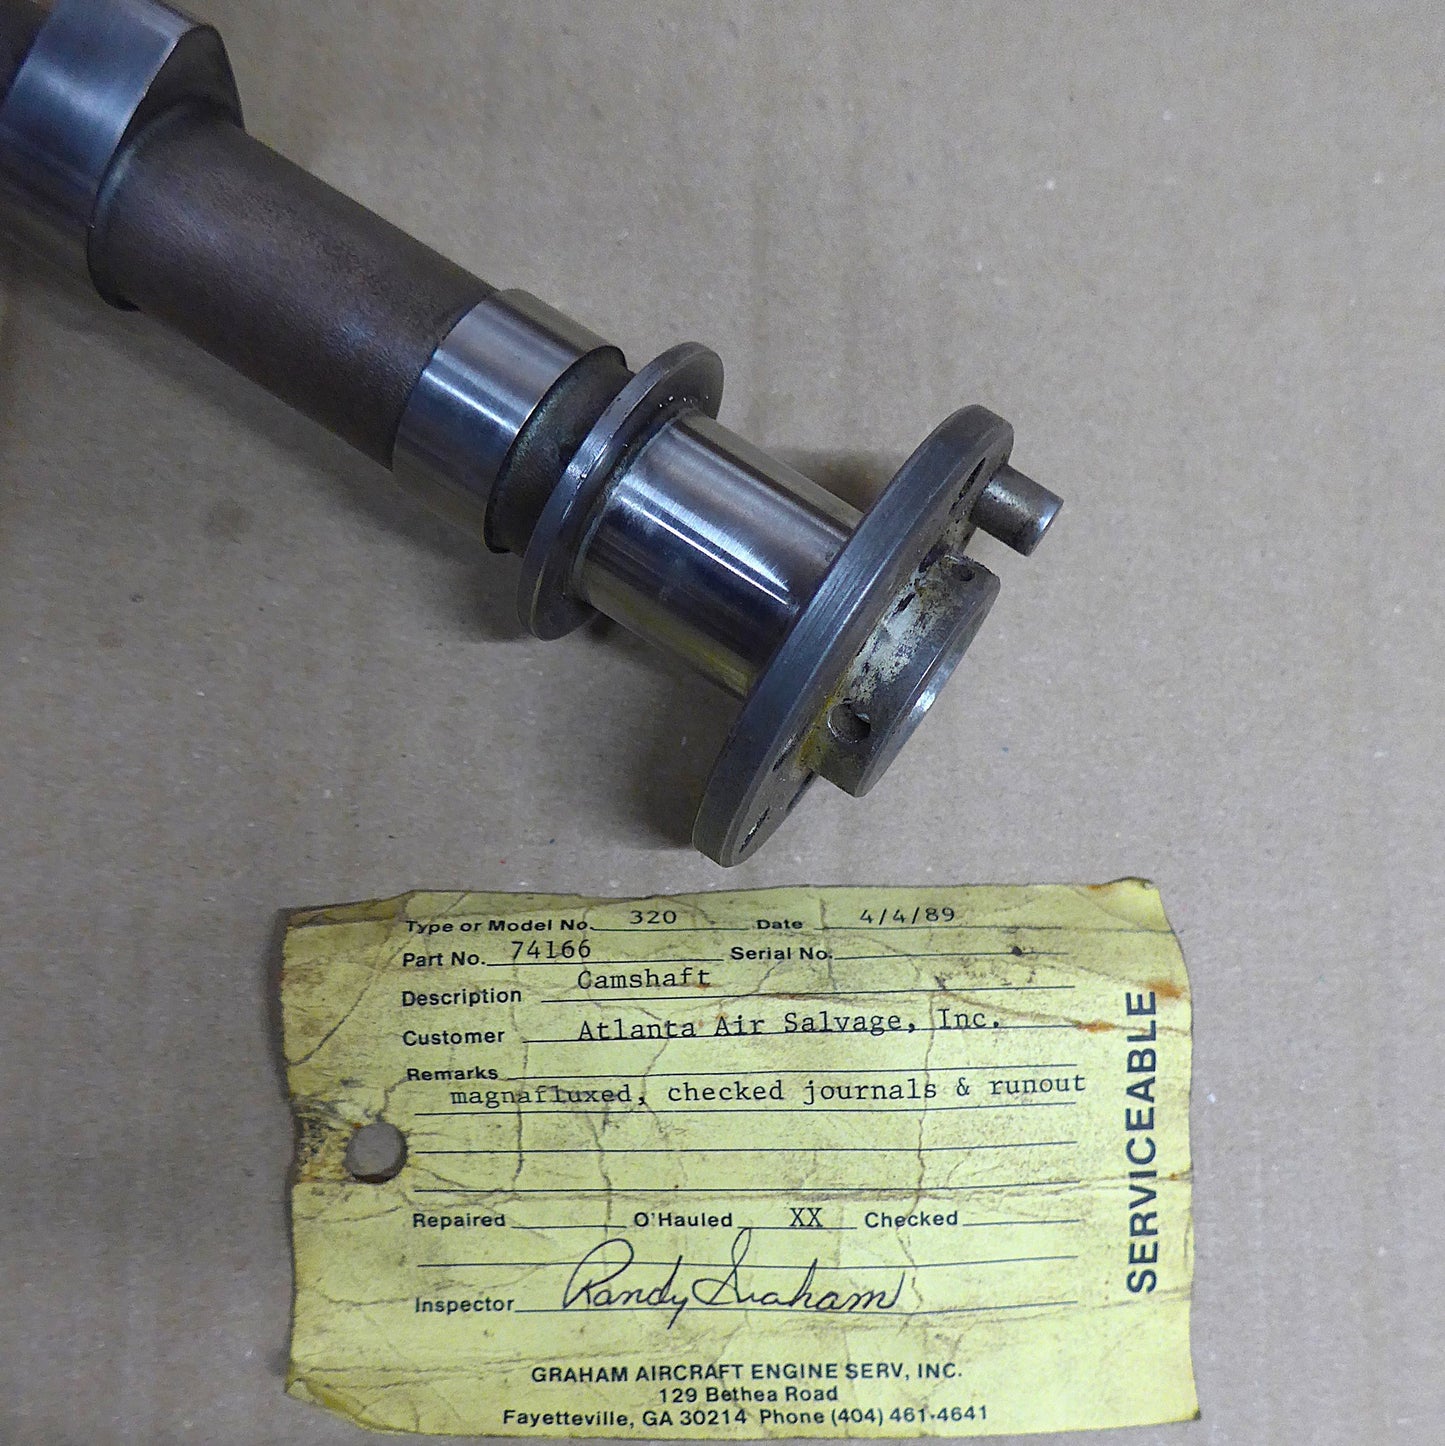 Type or Model No. 320 Date 4/4/89
Part No. 74166 Serial No.
Description Camshaft
Customer Atlanta Air Salvage, Inc.
Remarks
magnafluxed, checked journals & runout
Repaired O'Hauled XX Checked
Inspector Randy Graham
SERVICEABLE
GRAHAM AIRCRAFT ENGINE SERV, INC.
129 Bethea Road
Fayetteville, GA 30214 Phone (404) 461-4641